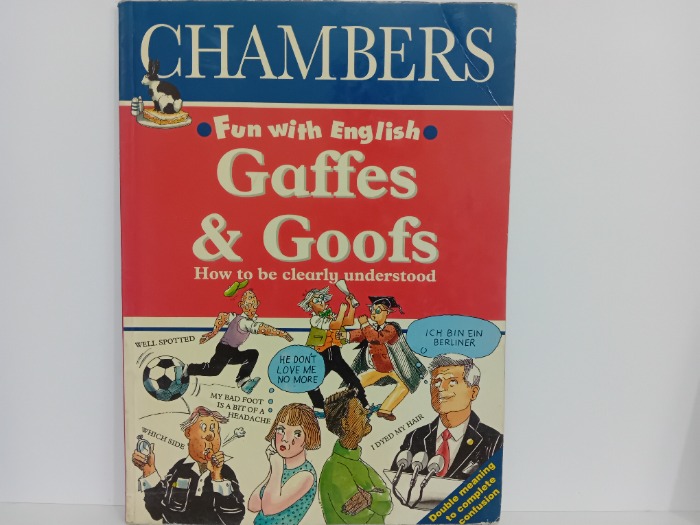 CHAMBERS
Fun with English
Gaffes
& Goofs
How to be clearly understood
WELL SPOTTED
ICH BIN EIN
BERLINER
HE DON'T
LOVE ME
NO MORE
MY BAD FOOT
IS A BIT OF A
HEADACHE
WHICH SIDE
I DYED MY HAIR
Double meaning
to complete
confusion